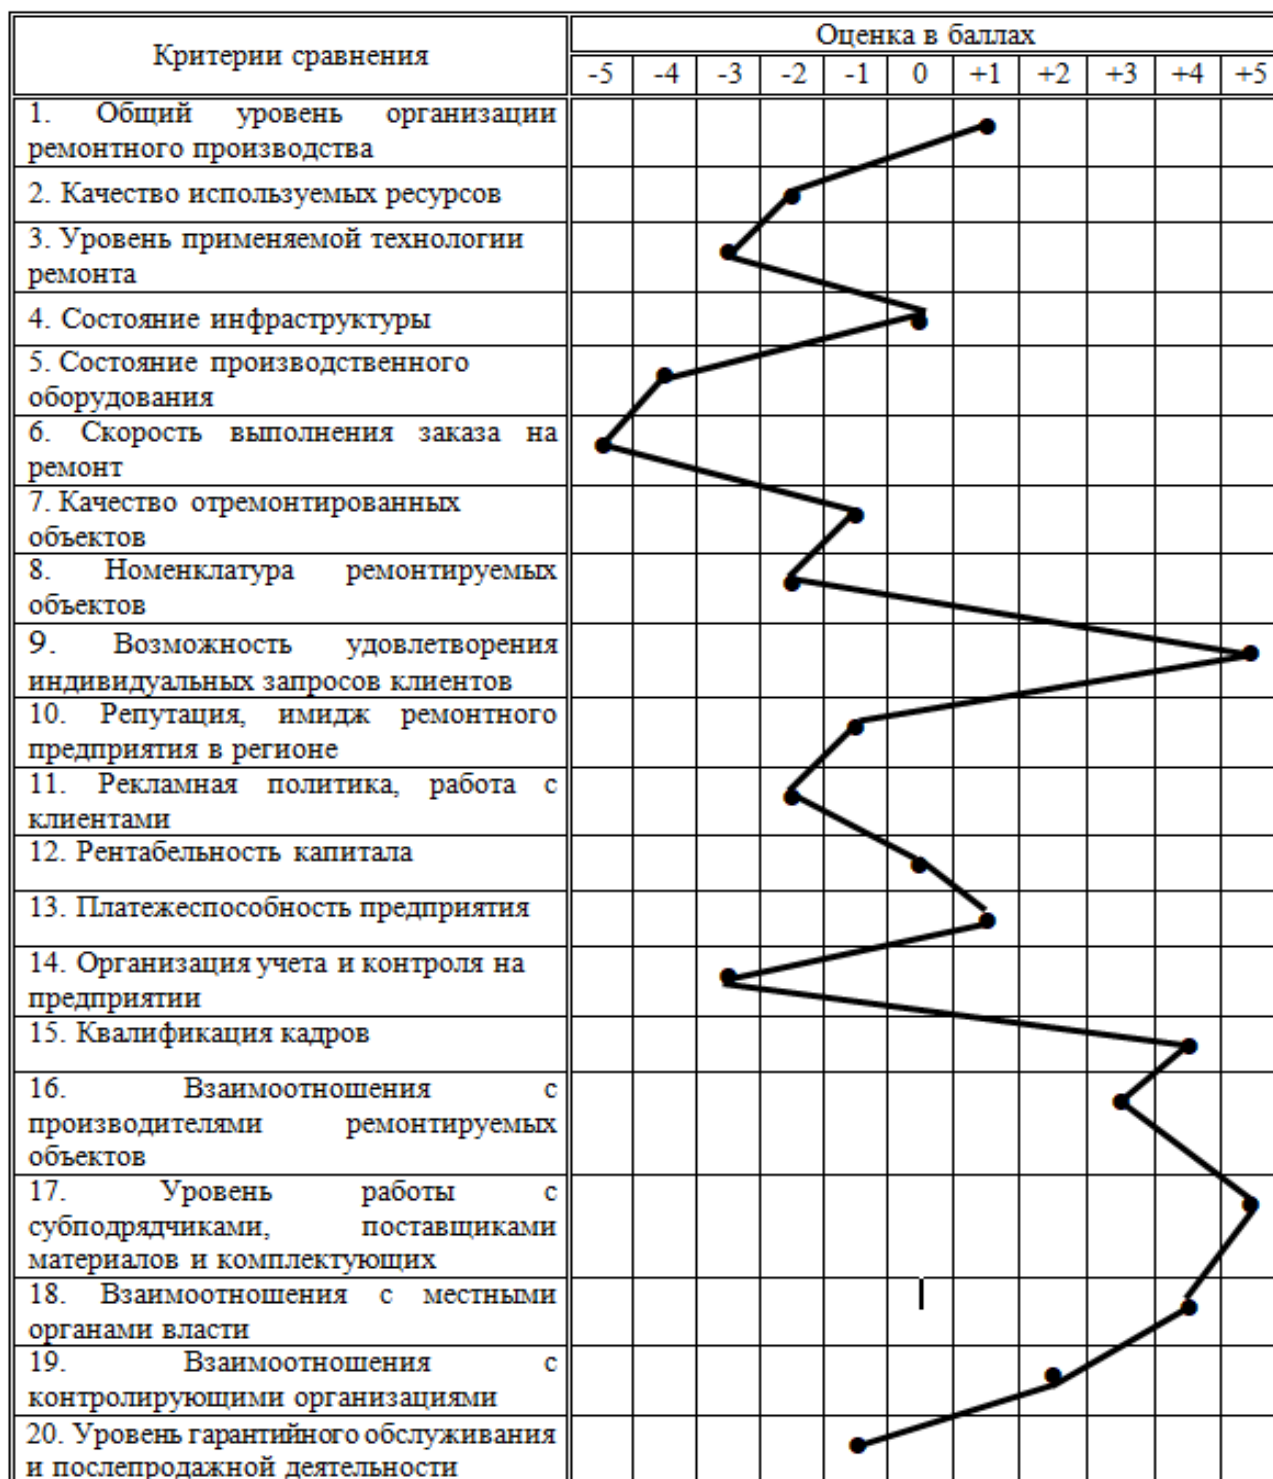 Критерии сравнения
Оценка в баллах
-5 -4 -3 -2 -1 0 +1 +2 +3 +4 +5
1. Общий уровень организации
ремонтного производства
2. Качество используемых ресурсов
3. Уровень применяемой технологии
ремонта
4. Состояние инфраструктуры
5. Состояние производственного
оборудования
6. Скорость выполнения заказа на
ремонт
7. Качество отремонтированных
объектов
8. Номенклатура ремонтируемых
объектов
9. Возможность удовлетворения
индивидуальных запросов клиентов
10. Репутация, имидж ремонтного
предприятия в регионе
11. Рекламная политика, работа с
клиентами
12. Рентабельность капитала
13. Платежеспособность предприятия
14. Организация учета и контроля на
предприятии
15. Квалификация кадров
16. Взаимоотношения с
производителями ремонтируемых
объектов
17. Уровень работы с
субподрядчиками, поставщиками
материалов и комплектующих
18. Взаимоотношения с местными
органами власти
19. Взаимоотношения с
контролирующими организациями
20. Уровень гарантийного обслуживания
и послепродажной деятельности